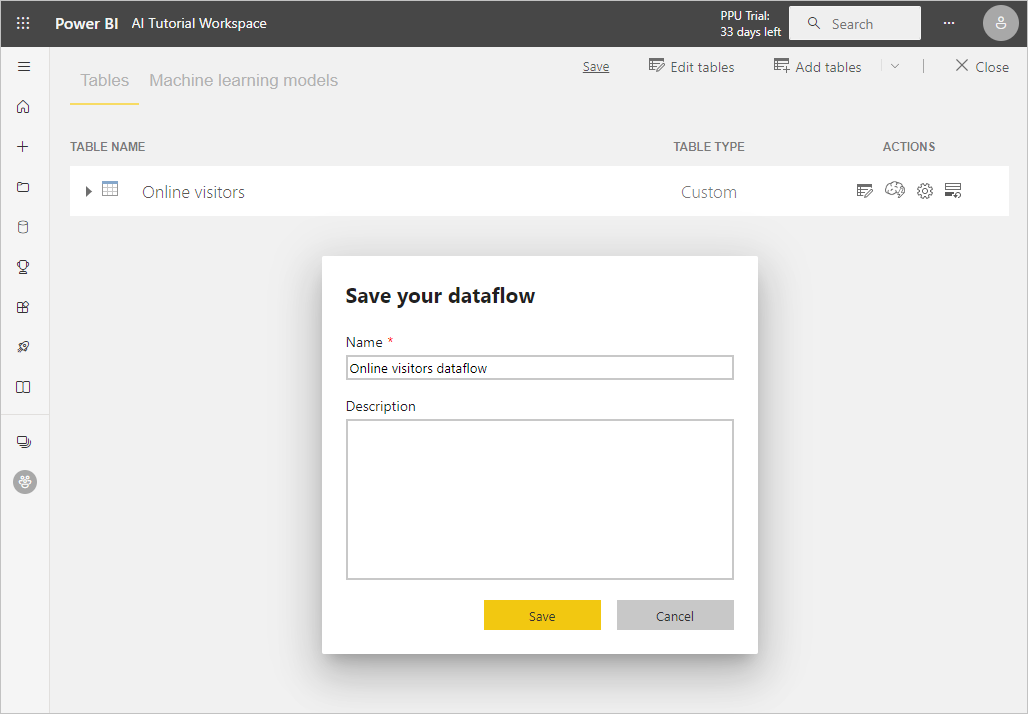 Power BI AI Tutorial Workspace
PPU Trial:
33 days left
Search
Tables Machine learning models
Save Edit tables Add tables Close
TABLE NAME TABLE TYPE ACTIONS
Online visitors Custom
Save your dataflow
Name *
Online visitors dataflow
Description
Save Cancel